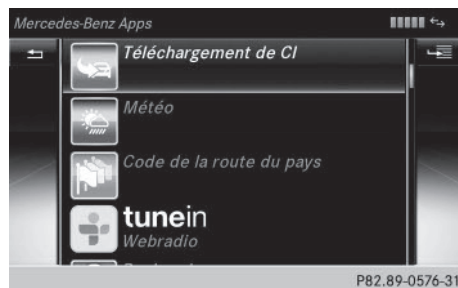 Mercedes-Benz Apps
Téléchargement de CI
Météo
Code de la route du pays
tunein
Webradio
P82.89-0576-31